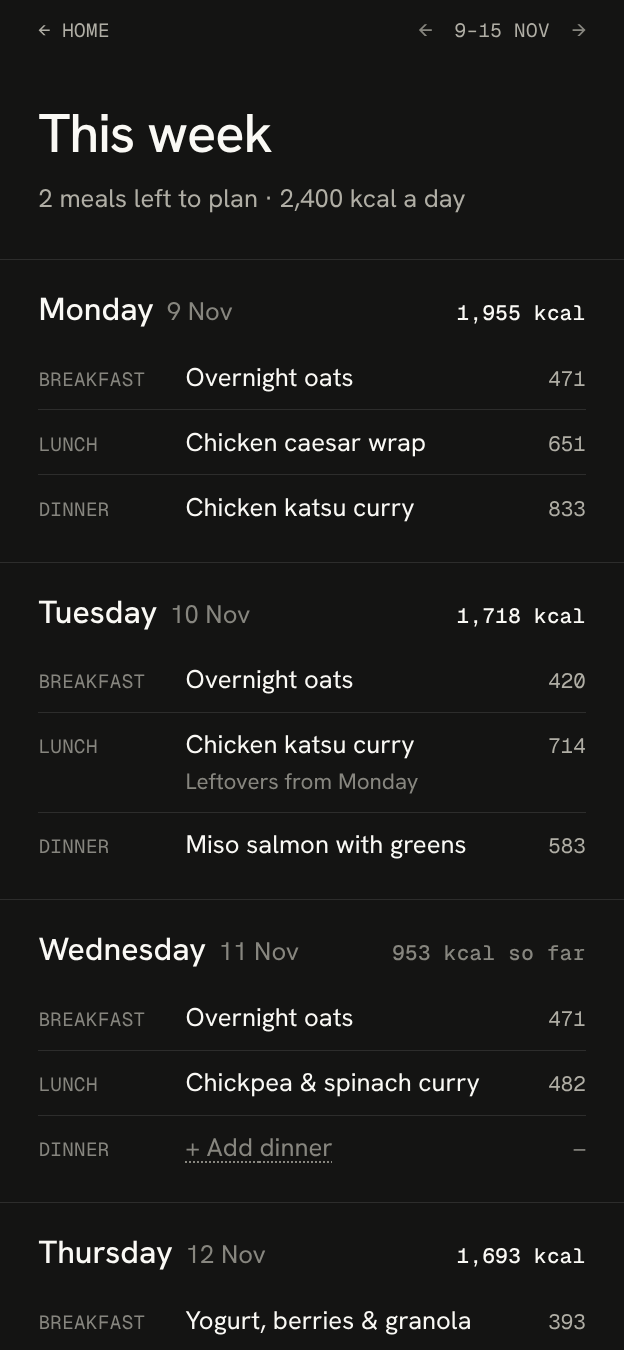 ← HOME
← 9–15 NOV →
This week
2 meals left to plan · 2,400 kcal a day
Monday 9 Nov 1,955 kcal
BREAKFAST Overnight oats 471
LUNCH Chicken caesar wrap 651
DINNER Chicken katsu curry 833
Tuesday 10 Nov 1,718 kcal
BREAKFAST Overnight oats 420
LUNCH Chicken katsu curry 714
Leftovers from Monday
DINNER Miso salmon with greens 583
Wednesday 11 Nov 953 kcal so far
BREAKFAST Overnight oats 471
LUNCH Chickpea & spinach curry 482
DINNER + Add dinner –
Thursday 12 Nov 1,693 kcal
BREAKFAST Yogurt, berries & granola 393